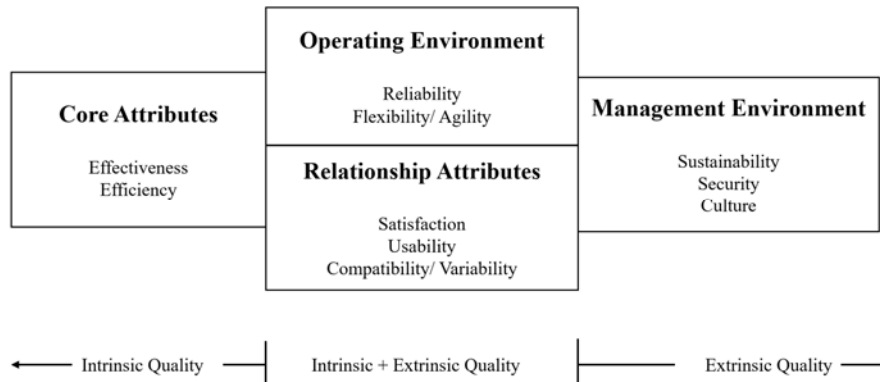 Core Attributes
Effectiveness
Efficiency
Operating Environment
Reliability
Flexibility/ Agility
Relationship Attributes
Satisfaction
Usability
Compatibility/ Variability
Management Environment
Sustainability
Security
Culture
Intrinsic Quality
Intrinsic + Extrinsic Quality
Extrinsic Quality